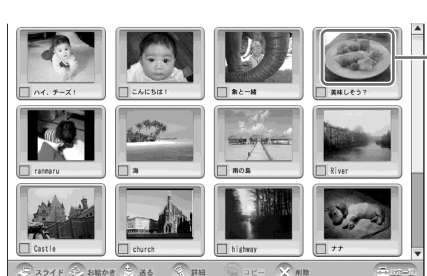 ハイ、チーズ！
こんにちは！
象と一緒
美味しそう？
ranmaru
海
南の島
River
Castle
church
highway
ナナ
スライド お絵かき 送る 詳細 コピー 削除